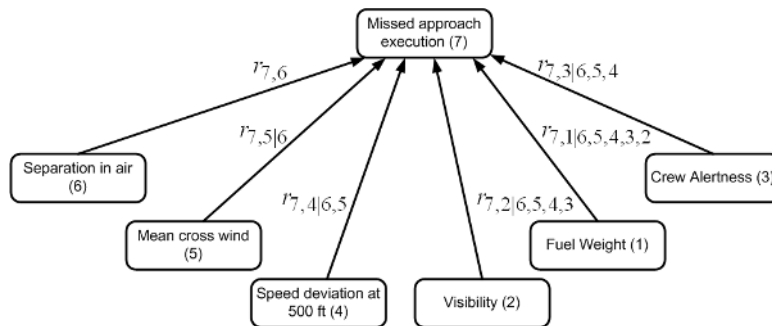 Missed approach
execution (7)
r7,6
r7,3|6,5,4
r7,5|6
r7,1|6,5,4,3,2
Separation in air
(6)
Crew Alertness (3)
r7,4|6,5
r7,2|6,5,4,3
Mean cross wind
(5)
Fuel Weight (1)
Speed deviation at
500 ft (4)
Visibility (2)